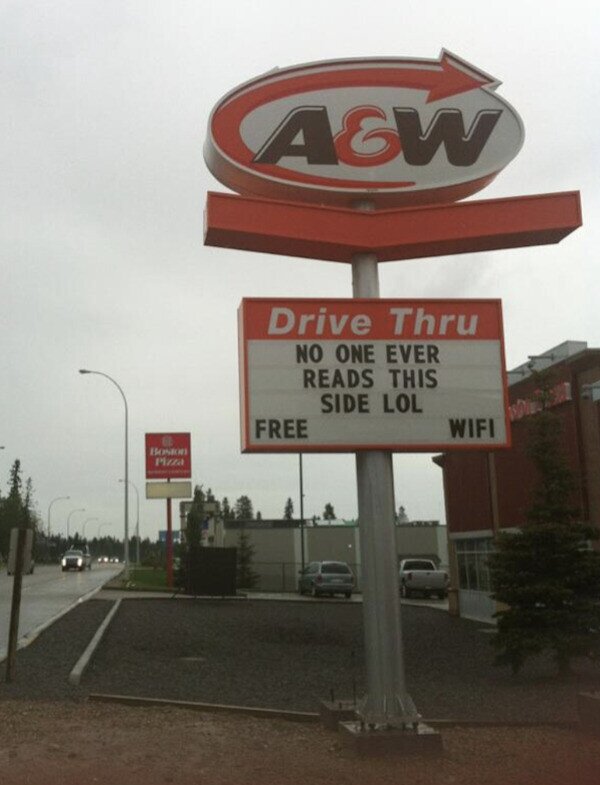 A&W
Drive Thru
NO ONE EVER
READS THIS
SIDE LOL
FREE WIFI
Boston
Pizza